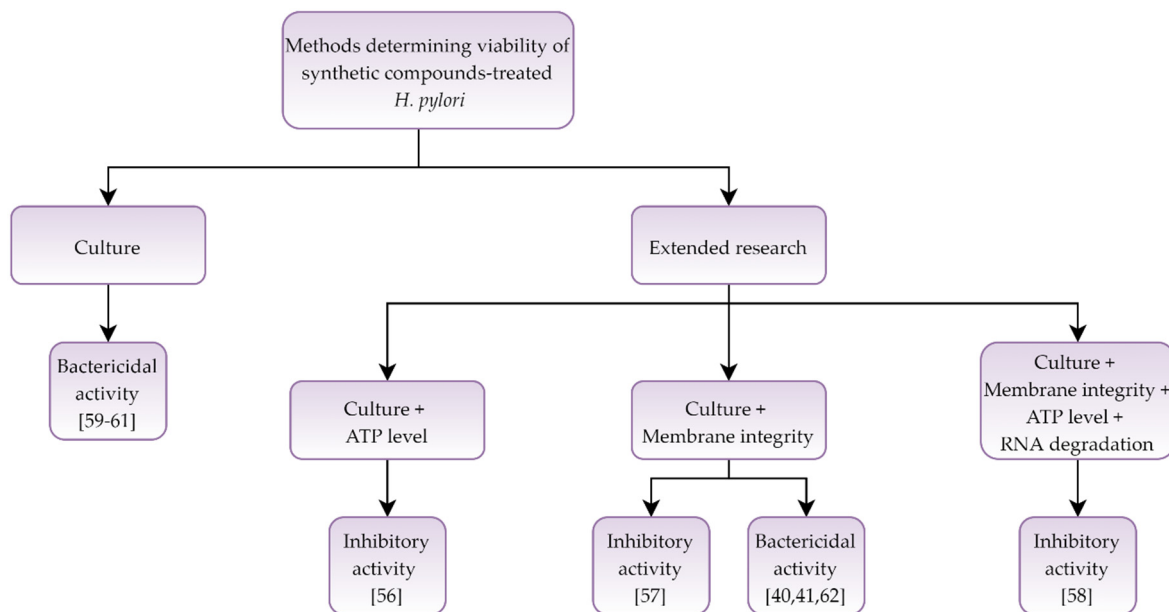 Methods determining viability of
synthetic compounds-treated
H. pylori
Culture
Extended research
Bactericidal
activity
[59-61]
Culture +
ATP level
Culture +
Membrane integrity
Culture +
Membrane integrity +
ATP level +
RNA degradation
Inhibitory
activity
[56]
Inhibitory
activity
[57]
Bactericidal
activity
[40,41,62]
Inhibitory
activity
[58]